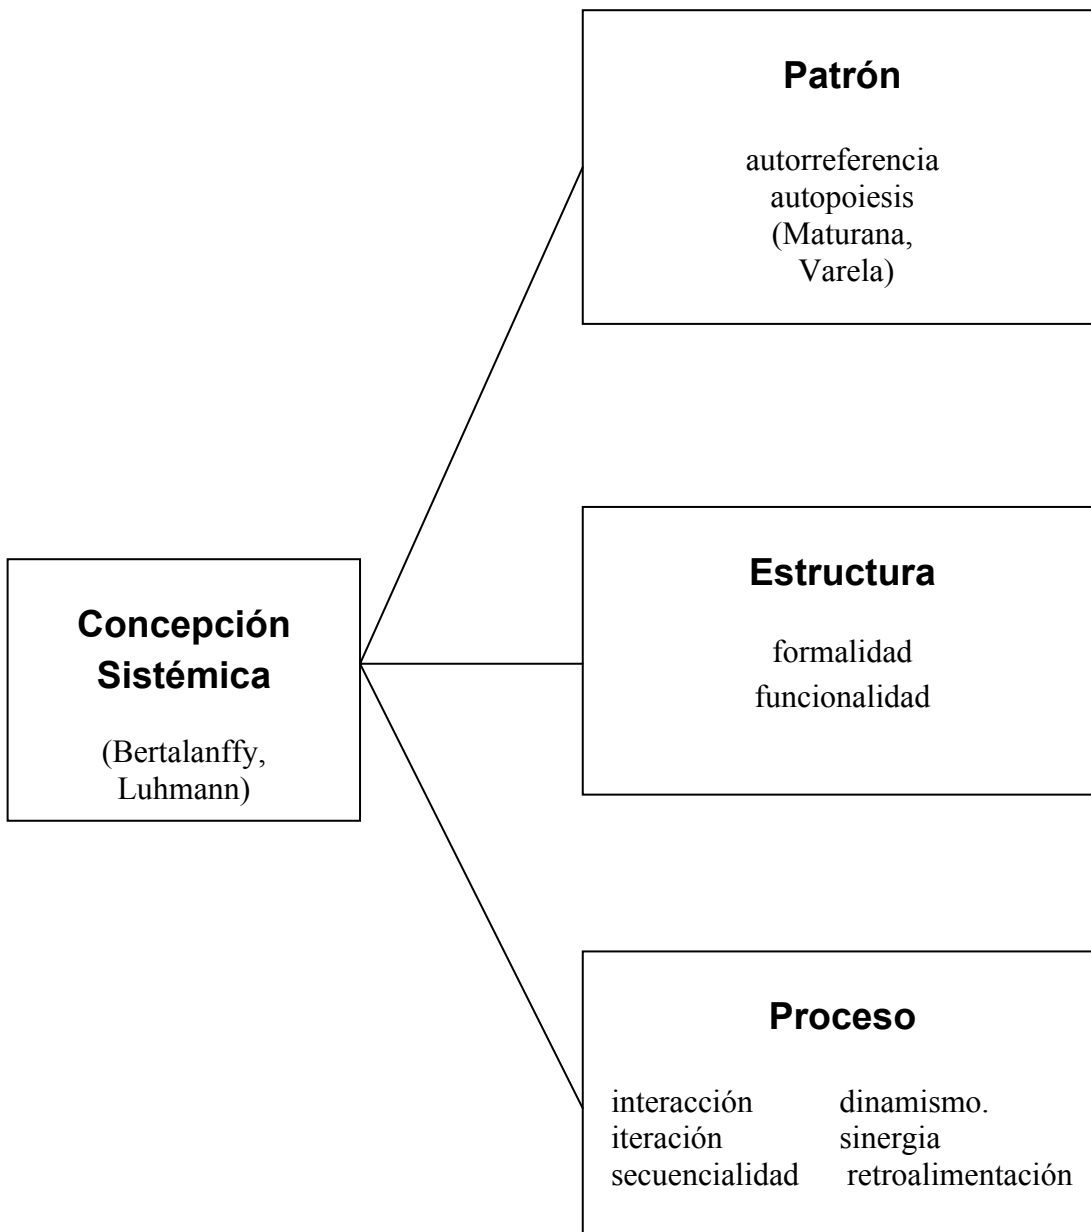 Patrón
autorreferencia
autopoiesis
(Maturana,
Varela)
Estructura
formalidad
funcionalidad
Concepción
Sistémica
(Bertalanffy,
Luhmann)
Proceso
interacción dinamismo.
iteración sinergia
secuencialidad retroalimentación